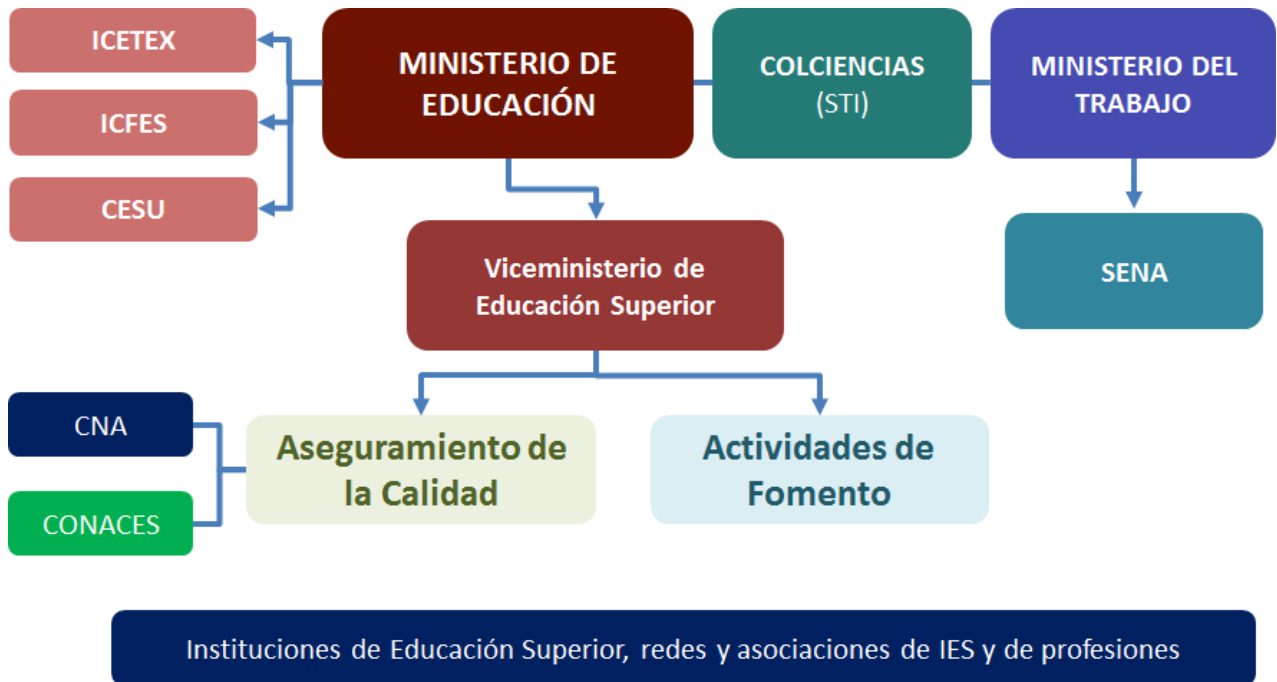 ICETEX
ICFES
CESU
MINISTERIO DE
EDUCACIÓN
COLCIENCIAS
(STI)
MINISTERIO DEL
TRABAJO
Viceministerio de
Educación Superior
SENA
CNA
CONACES
Aseguramiento de
la Calidad
Actividades de
Fomento
Instituciones de Educación Superior, redes y asociaciones de IES y de profesiones